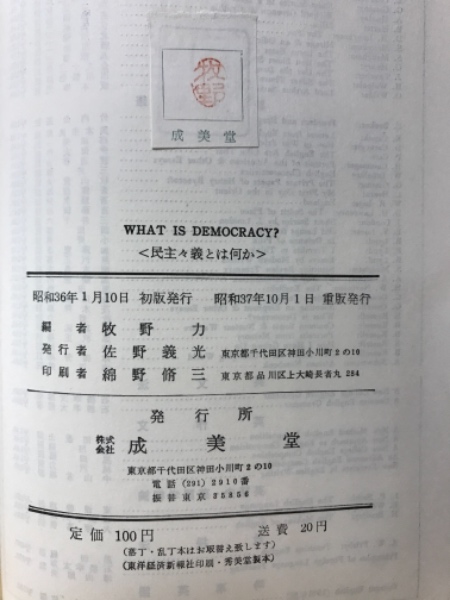 成美堂
WHAT IS DEMOCRACY?
＜民主々義とは何か＞
昭和36年1月10日 初版発行 昭和37年10月1日 重版発行
編者 牧野力
発行者 佐野義光 東京都千代田区神田小川町2の10
印刷者 綿野脩三 東京都品川区上大崎長者丸284
発行所
株式会社 成美堂
東京都千代田区神田小川町2の10
電話 (291) 2910番
振替東京 25856
定価 100円 送費 20円
(落丁・乱丁本はお取替え致します)
(東洋経済新報社印刷・秀美堂製本)